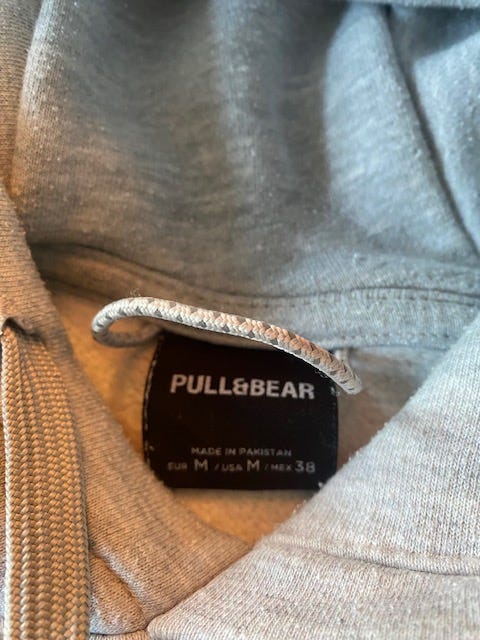 PULL&BEAR
MADE IN PAKISTAN
EUR M / USA M / MEX 38